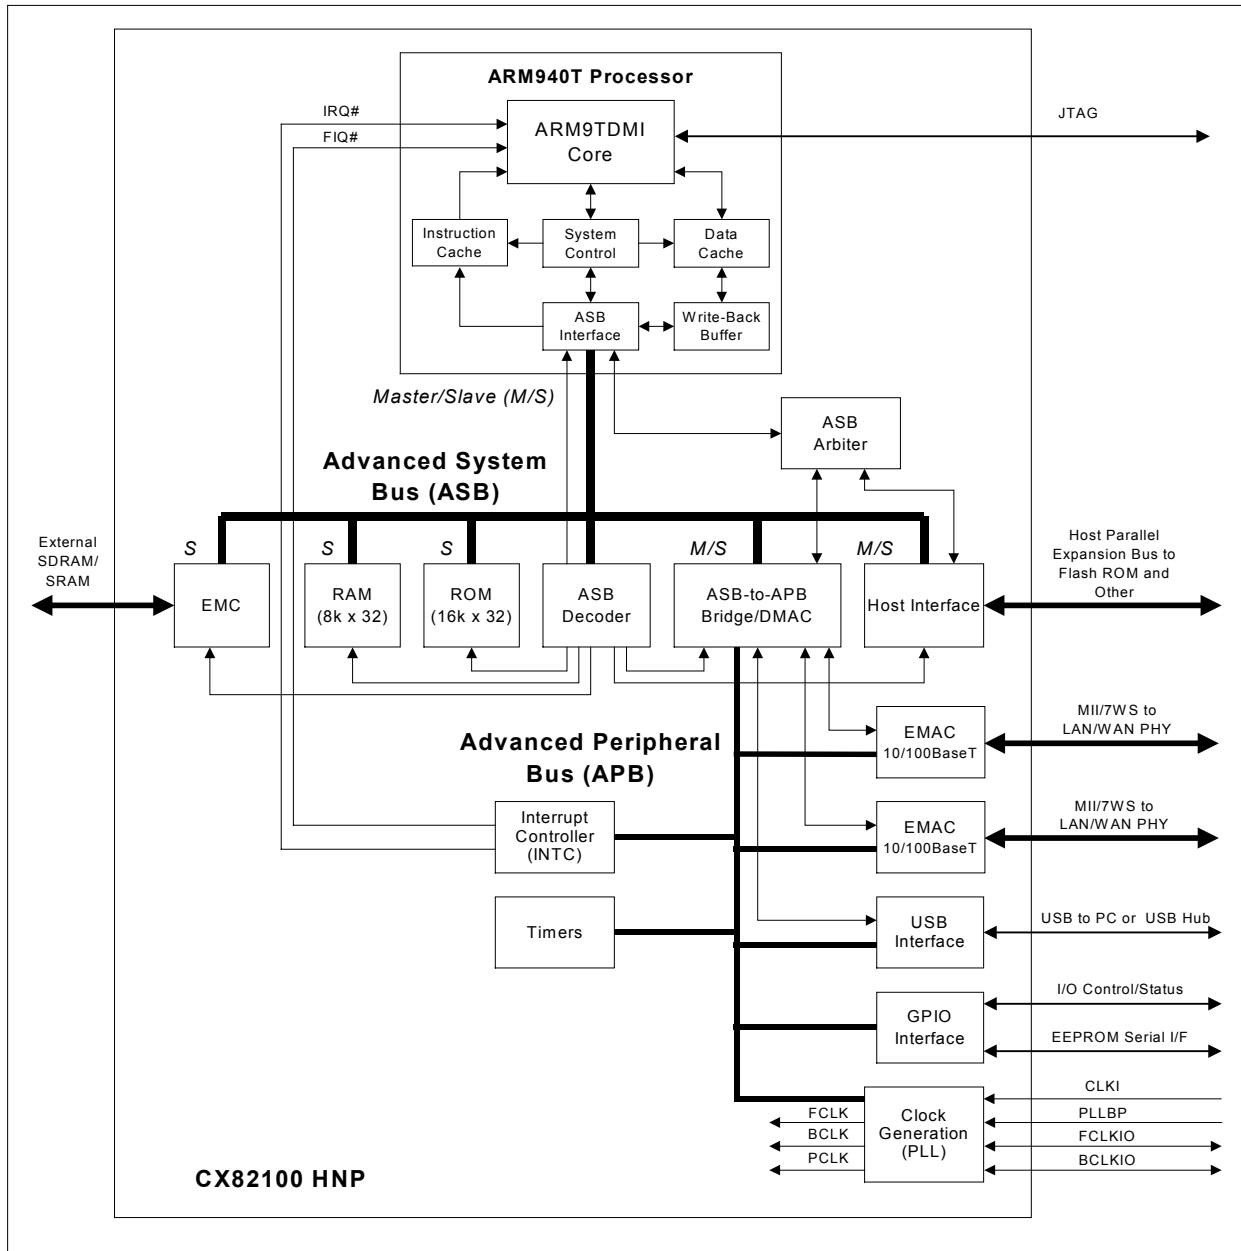 ARM940T Processor
IRQ#
FIQ#
ARM9TDMI
Core
JTAG
Instruction
Cache
System
Control
Data
Cache
ASB
Interface
Write-Back
Buffer
Master/Slave (M/S)
ASB
Arbiter
Advanced System
Bus (ASB)
External
SDRAM/
SRAM
S
S
S
M/S
M/S
Host Parallel
Expansion Bus to
Flash ROM and
Other
EMC
RAM
(8k x 32)
ROM
(16k x 32)
ASB
Decoder
ASB-to-APB
Bridge/DMAC
Host Interface
Advanced Peripheral
Bus (APB)
EMAC
10/100BaseT
MII/7WS to
LAN/WAN PHY
Interrupt
Controller
(INTC)
EMAC
10/100BaseT
MII/7WS to
LAN/WAN PHY
Timers
USB
Interface
USB to PC or USB Hub
GPIO
Interface
I/O Control/Status
EEPROM Serial I/F
FCLK
BCLK
PCLK
Clock
Generation
(PLL)
CLKI
PLLBP
FCLKIO
BCLKIO
CX82100 HNP